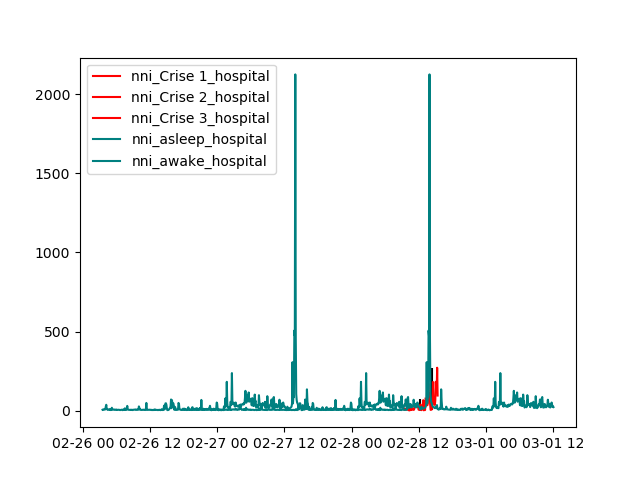 nni_Crise 1_hospital
nni_Crise 2_hospital
nni_Crise 3_hospital
nni_asleep_hospital
nni_awake_hospital
2000
1500
1000
500
0
02-26 00 02-26 12 02-27 00 02-27 12 02-28 00 02-28 12 03-01 00 03-01 12